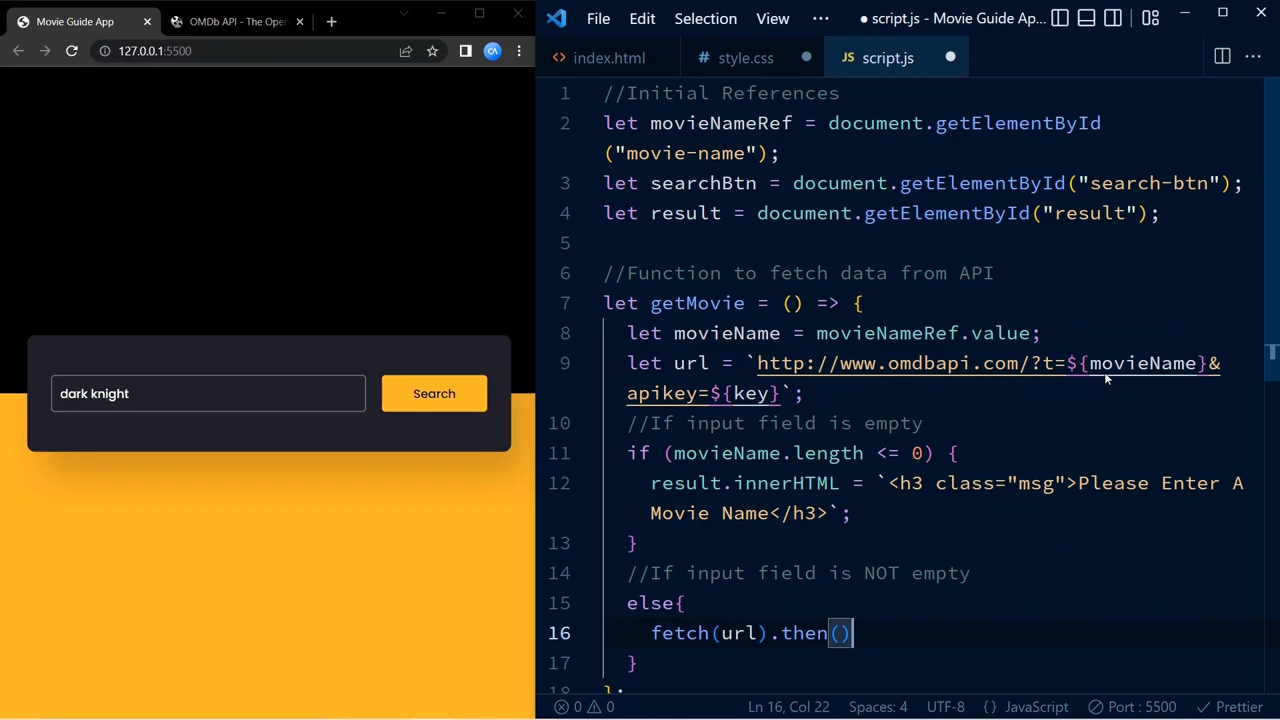 Movie Guide App
OMDb API - The Oper
127.0.0.1:5500
dark knight
Search
File Edit Selection View ··· ● script.js - Movie Guide App...
index.html
# style.css
JS script.js
1 //Initial References
2 let movieNameRef = document.getElementById
("movie-name");
3 let searchBtn = document.getElementById("search-btn");
4 let result = document.getElementById("result");
5
6 //Function to fetch data from API
7 let getMovie = () => {
8 let movieName = movieNameRef.value;
9 let url = `http://www.omdbapi.com/?t=${movieName}&
apikey=${key}`;
10 //If input field is empty
11 if (movieName.length <= 0) {
12 result.innerHTML = `<h3 class="msg">Please Enter A
Movie Name</h3>`;
13 }
14 //If input field is NOT empty
15 else{
16 fetch(url).then()
17 }
18 };
0 0
Ln 16, Col 22 Spaces: 4 UTF-8 {} JavaScript Port : 5500 Prettier